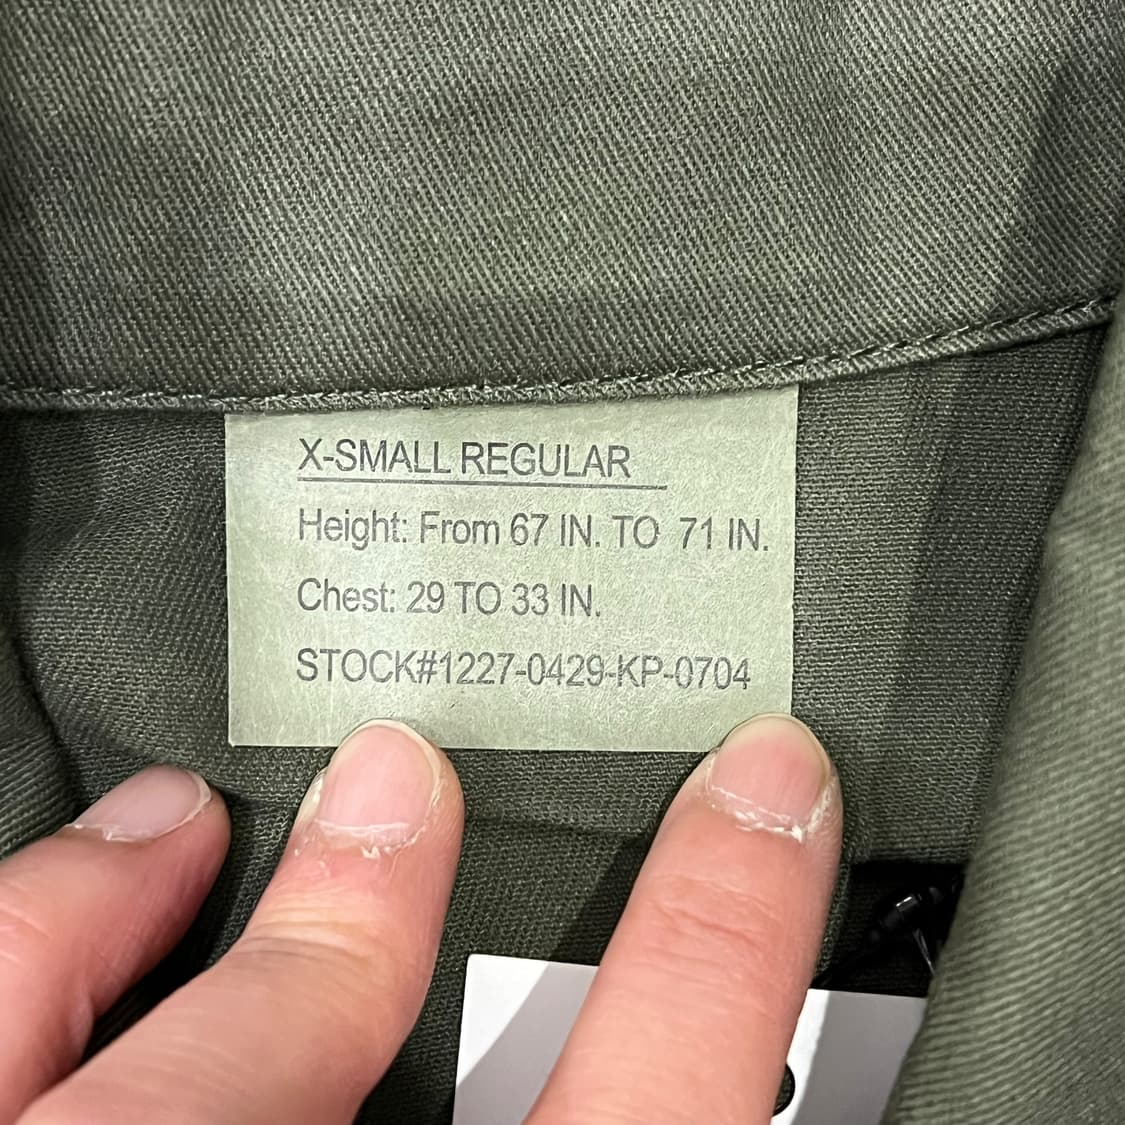 X-SMALL REGULAR
Height: From 67 IN. TO 71 IN.
Chest: 29 TO 33 IN.
STOCK#1227-0429-KP-0704